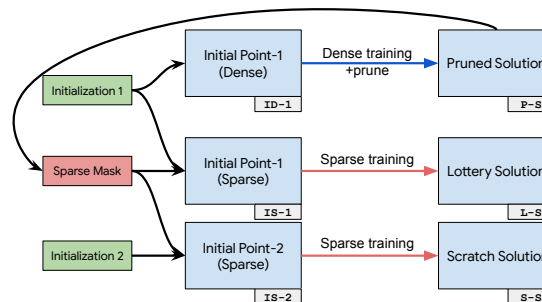 Initial Point-1
(Dense)
ID-1
Dense training
+prune
Pruned Solution
P-S
Initialization 1
Sparse Mask
Initial Point-1
(Sparse)
IS-1
Sparse training
Lottery Solution
L-S
Initialization 2
Initial Point-2
(Sparse)
IS-2
Sparse training
Scratch Solution
S-S